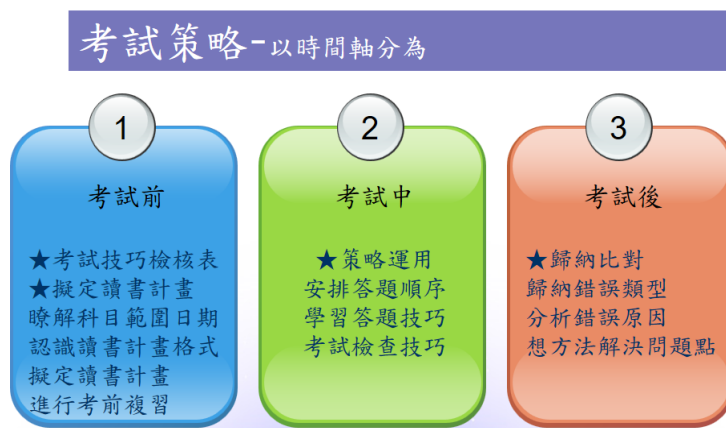 考試策略-以時間軸分為
1
考試前
★考試技巧檢核表
★擬定讀書計畫
瞭解科目範圍日期
認識讀書計畫格式
擬定讀書計畫
進行考前複習
2
考試中
★策略運用
安排答題順序
學習答題技巧
考試檢查技巧
3
考試後
★歸納比對
歸納錯誤類型
分析錯誤原因
想方法解決問題點